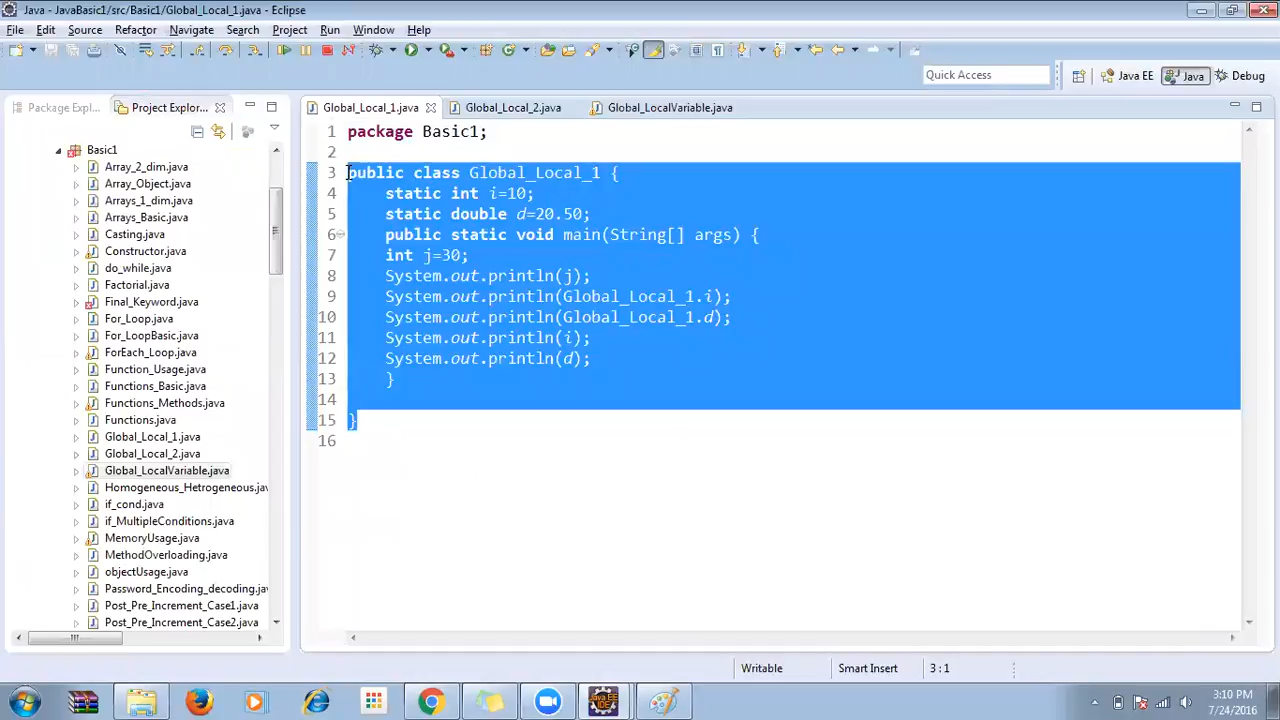 Java - JavaBasic1/src/Basic1/Global_Local_1.java - Eclipse
File Edit Source Refactor Navigate Search Project Run Window Help
Quick Access
Java EE
Java
Debug
Package Expl...
Project Explor...
Global_Local_1.java
Global_Local_2.java
Global_LocalVariable.java
Basic1
Array_2_dim.java
Array_Object.java
Arrays_1_dim.java
Arrays_Basic.java
Casting.java
Constructor.java
do_while.java
Factorial.java
Final_Keyword.java
For_Loop.java
For_LoopBasic.java
ForEach_Loop.java
Function_Usage.java
Functions_Basic.java
Functions_Methods.java
Functions.java
Global_Local_1.java
Global_Local_2.java
Global_LocalVariable.java
Homogeneous_Hetrogeneous.jav
if_cond.java
if_MultipleConditions.java
MemoryUsage.java
MethodOverloading.java
objectUsage.java
Password_Encoding_decoding.jav
Post_Pre_Increment_Case1.java
Post_Pre_Increment_Case2.java
1 package Basic1;
2
3 public class Global_Local_1 {
4 static int i=10;
5 static double d=20.50;
6 public static void main(String[] args) {
7 int j=30;
8 System.out.println(j);
9 System.out.println(Global_Local_1.i);
10 System.out.println(Global_Local_1.d);
11 System.out.println(i);
12 System.out.println(d);
13 }
14
15 }
16
Writable
Smart Insert
3 : 1
Java EE
IDE
3:10 PM
7/24/2016